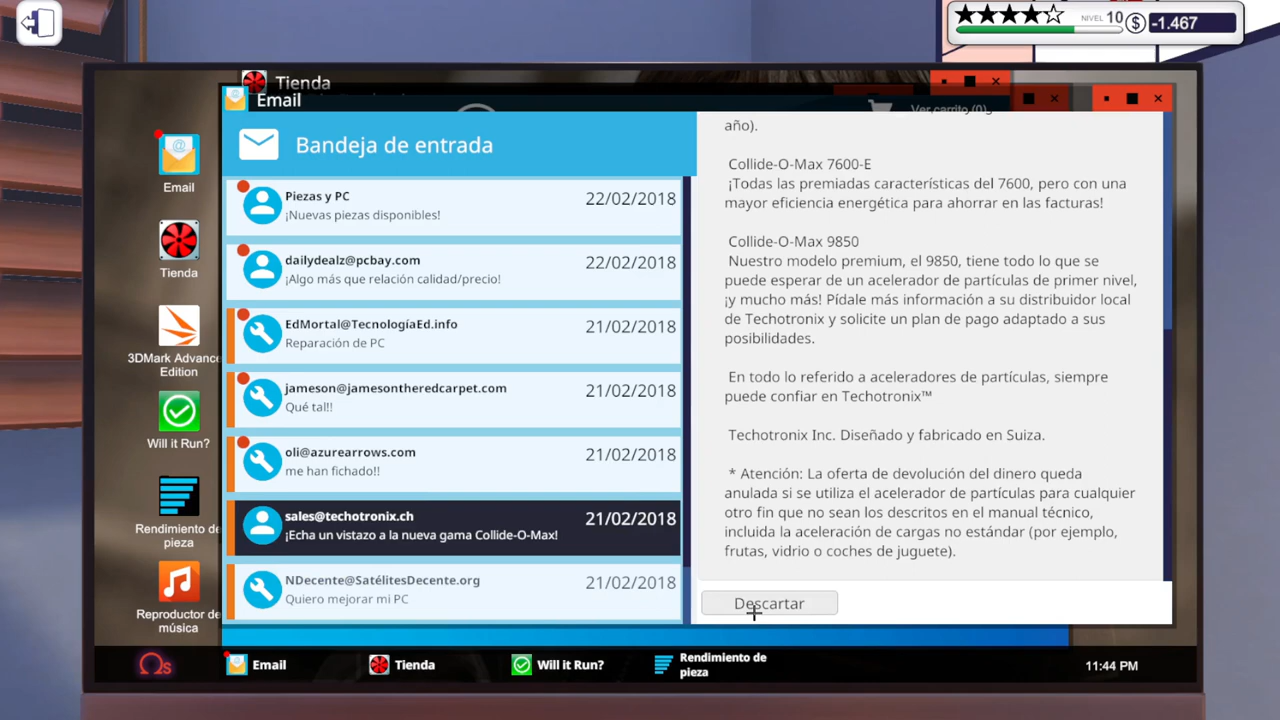 NIVEL 10
$ -1.467
Tienda
Email
Ver carrito (0)
Bandeja de entrada
Email
Tienda
3DMark Advance
Edition
Will it Run?
Rendimiento de
pieza
Reproductor de
música
Piezas y PC
22/02/2018
¡Nuevas piezas disponibles!
dailydealz@pcbay.com
22/02/2018
¡Algo más que relación calidad/precio!
EdMortal@TecnologíaEd.info
21/02/2018
Reparación de PC
jameson@jamesontheredcarpet.com
21/02/2018
Qué tal!!
oli@azurearrows.com
21/02/2018
me han fichado!!
sales@techotronix.ch
21/02/2018
¡Echa un vistazo a la nueva gama Collide-O-Max!
NDecente@SatélitesDecente.org
21/02/2018
Quiero mejorar mi PC
año).
Collide-O-Max 7600-E
¡Todas las premiadas características del 7600, pero con una
mayor eficiencia energética para ahorrar en las facturas!
Collide-O-Max 9850
Nuestro modelo premium, el 9850, tiene todo lo que se
puede esperar de un acelerador de partículas de primer nivel,
¡y mucho más! Pídale más información a su distribuidor local
de Techotronix y solicite un plan de pago adaptado a sus
posibilidades.
En todo lo referido a aceleradores de partículas, siempre
puede confiar en Techotronix™
Techotronix Inc. Diseñado y fabricado en Suiza.
* Atención: La oferta de devolución del dinero queda
anulada si se utiliza el acelerador de partículas para cualquier
otro fin que no sean los descritos en el manual técnico,
incluida la aceleración de cargas no estándar (por ejemplo,
frutas, vidrio o coches de juguete).
Descartar
Ωs
Email
Tienda
Will it Run?
Rendimiento de
pieza
11:44 PM